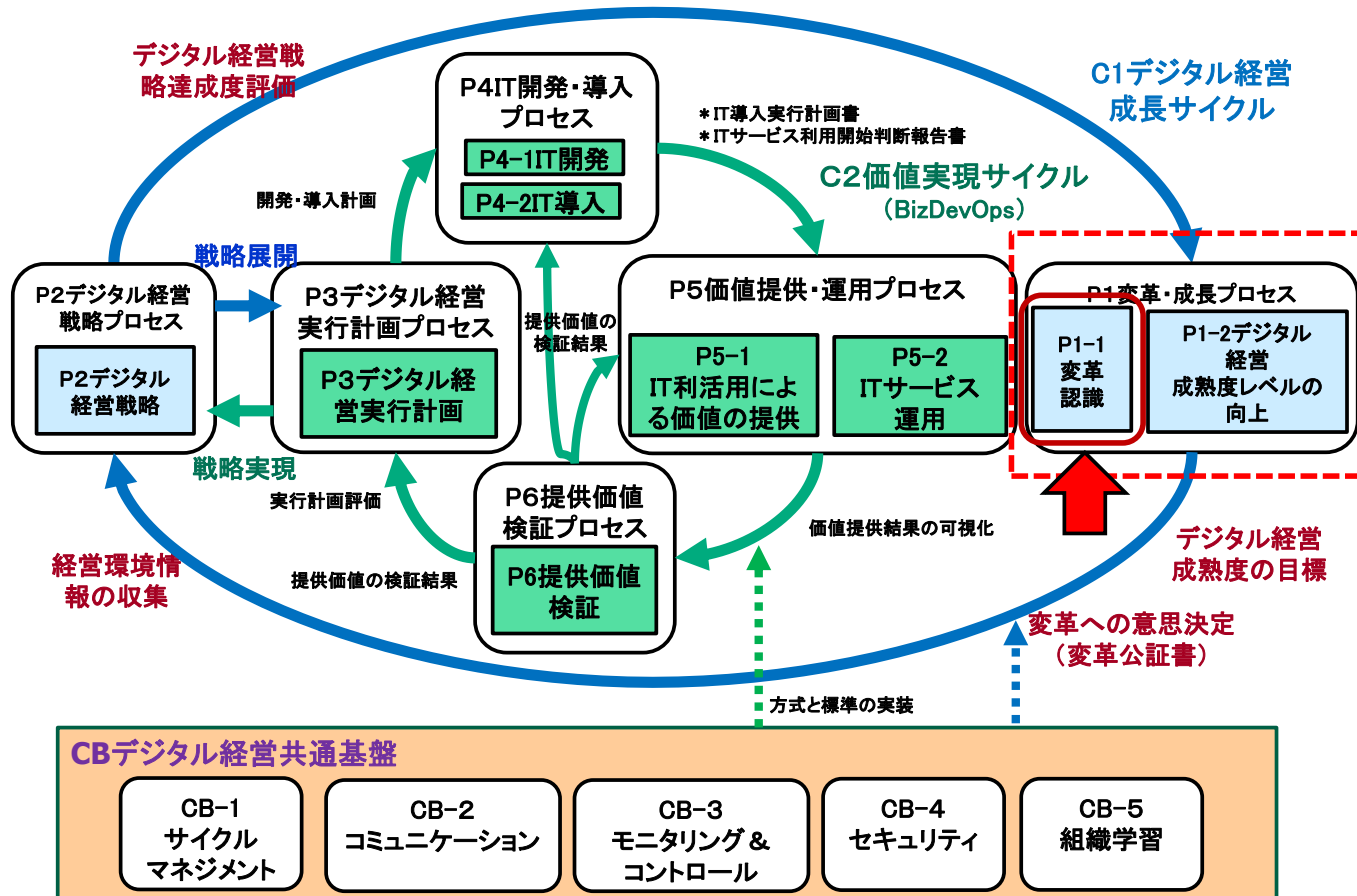 デジタル経営戦
略達成度評価
P4IT開発・導入
プロセス
P4-1IT開発
P4-2IT導入
＊IT導入実行計画書
＊ITサービス利用開始判断報告書
C1デジタル経営
成長サイクル
C2価値実現サイクル
（BizDevOps）
開発・導入計画
戦略展開
P2デジタル経営
戦略プロセス
P2デジタル
経営戦略
P3デジタル経営
実行計画プロセス
P3デジタル経
営実行計画
提供価値の
検証結果
P5価値提供・運用プロセス
P5-1
IT利活用によ
る価値の提供
P5-2
ITサービス
運用
P1変革・成長プロセス
P1-1
変革
認識
P1-2デジタル
経営
成熟度レベルの
向上
戦略実現
実行計画評価
P6提供価値
検証プロセス
P6提供価値
検証
価値提供結果の可視化
デジタル経営
成熟度の目標
経営環境情
報の収集
提供価値の検証結果
変革への意思決定
（変革公証書）
方式と標準の実装
CBデジタル経営共通基盤
CB-1
サイクル
マネジメント
CB-2
コミュニケーション
CB-3
モニタリング＆
コントロール
CB-4
セキュリティ
CB-5
組織学習